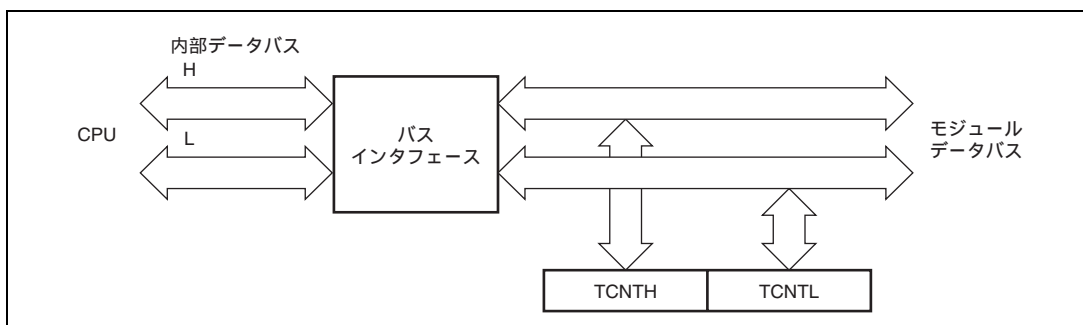 内部データバス
H
CPU
L
バス
インタフェース
モジュール
データバス
TCNTH
TCNTL